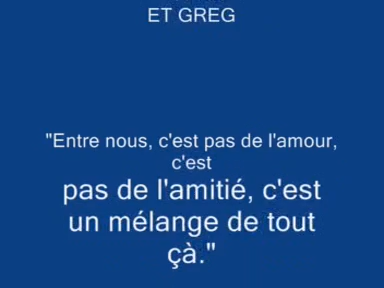 ET GREG
"Entre nous, c'est pas de l'amour,
c'est
pas de l'amitié, c'est
un mélange de tout
çà."